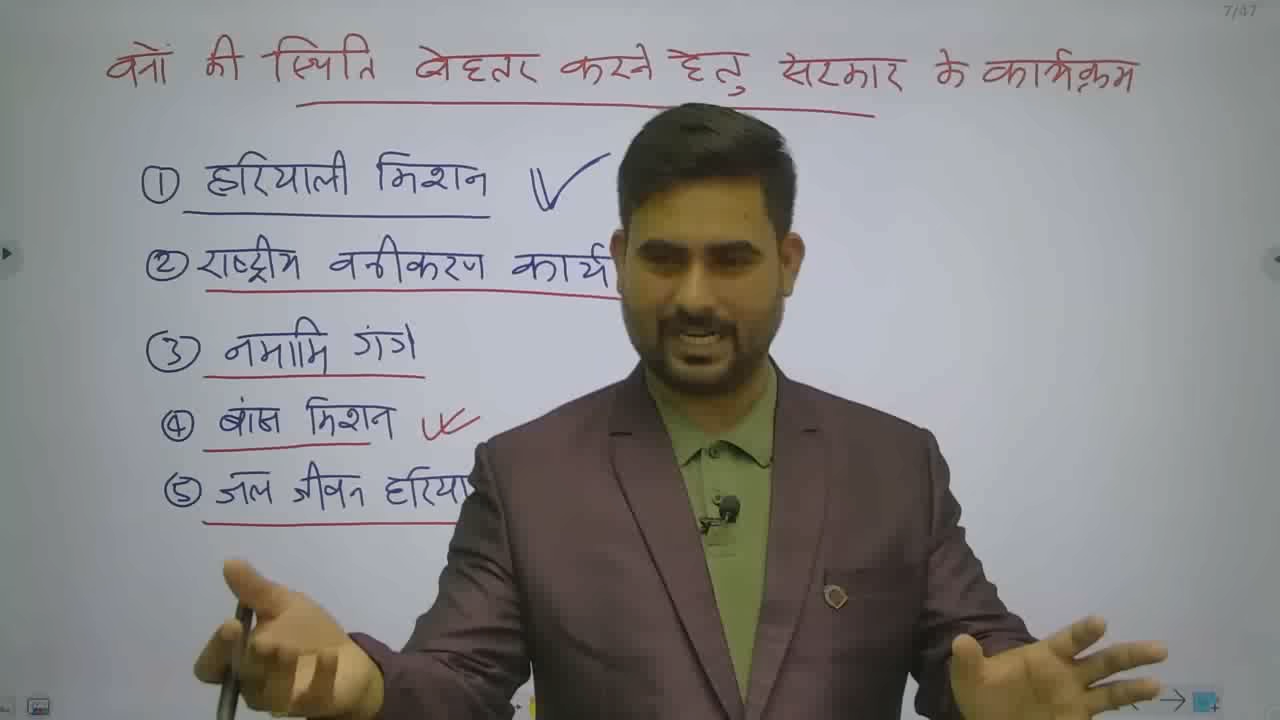 7/47
वनों की स्थिति बेहतर करने हेतु सरकार के कार्यक्रम
① हरियाली मिशन
② राष्ट्रीय वनीकरण कार्य
③ नमामि गंगे
④ बांस मिशन
⑤ जल जीवन हरिया